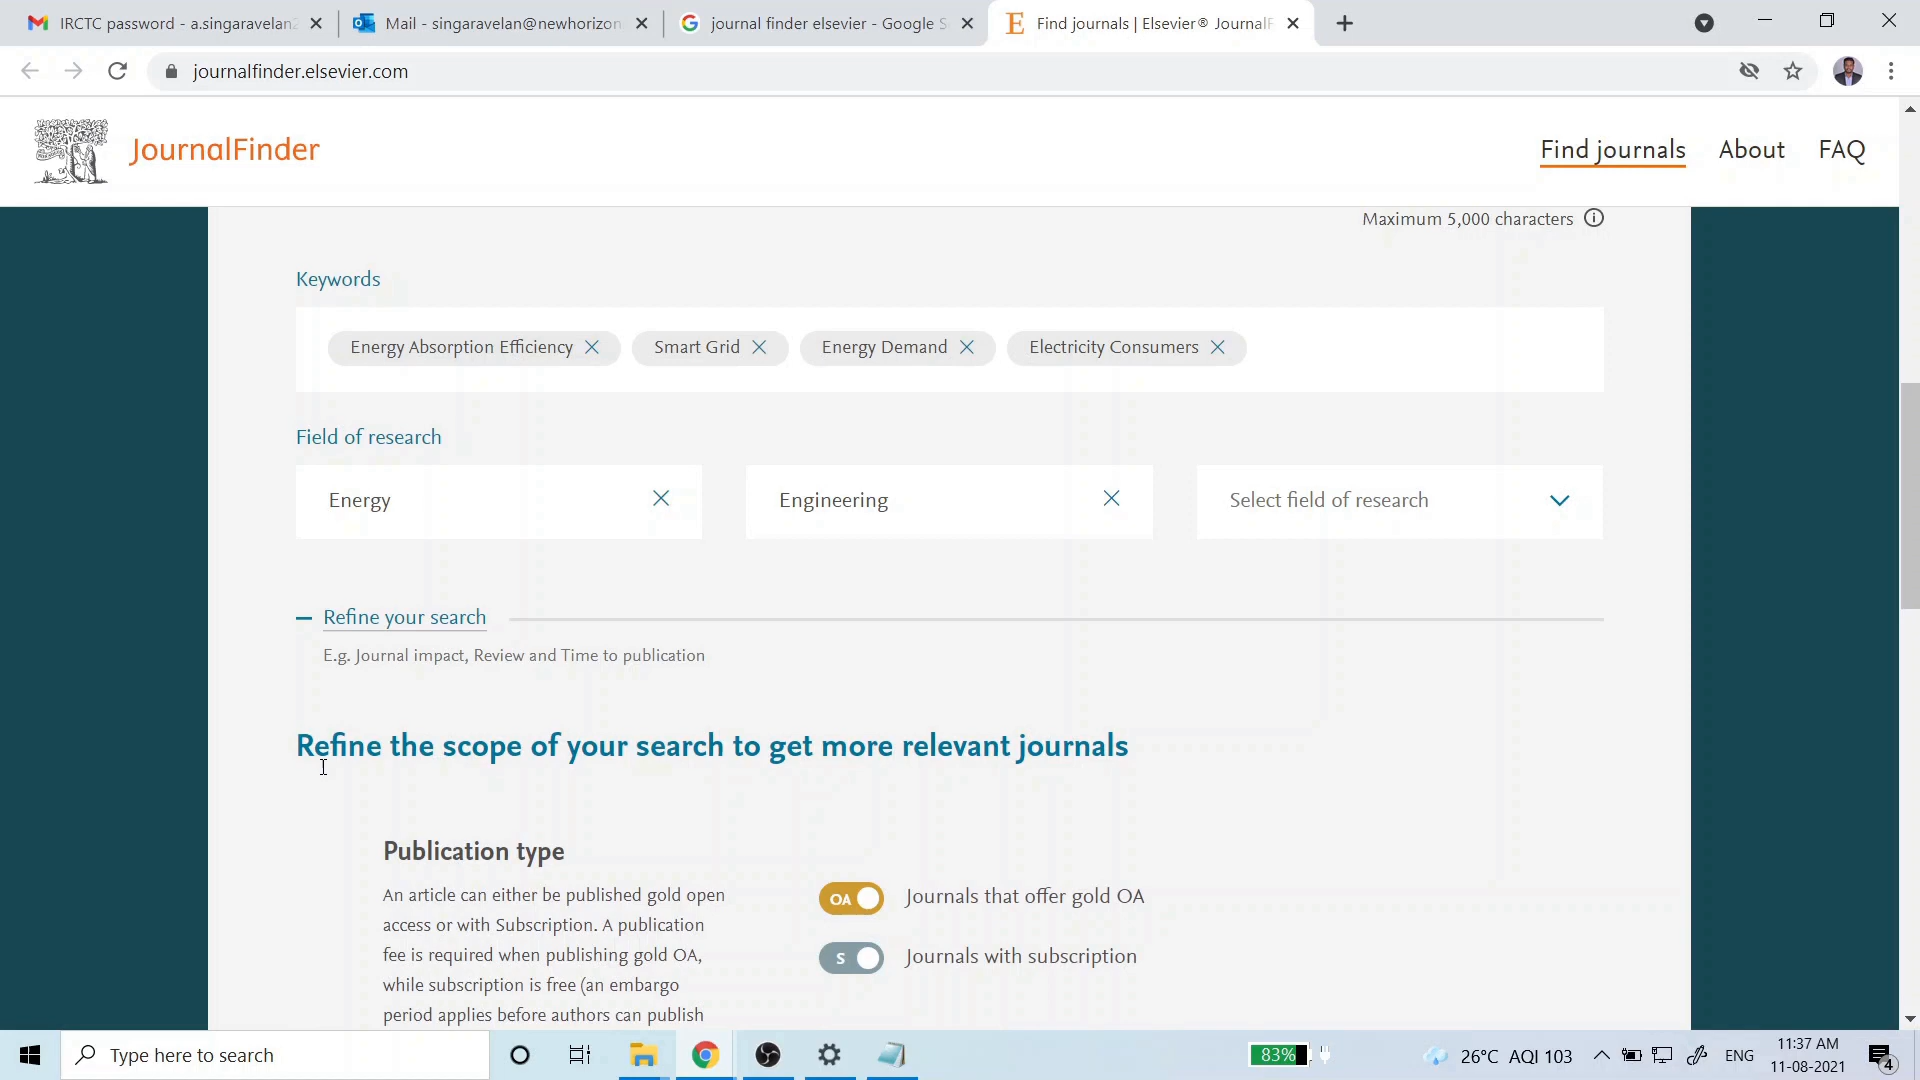 IRCTC password - a.singaravelan
Mail - singaravelan@newhorizon
journal finder elsevier - Google S
Find journals | Elsevier® JournalF
journalfinder.elsevier.com
JournalFinder
Find journals
About
FAQ
Maximum 5,000 characters
Keywords
Energy Absorption Efficiency
Smart Grid
Energy Demand
Electricity Consumers
Field of research
Energy
Engineering
Select field of research
Refine your search
E.g. Journal impact, Review and Time to publication
Refine the scope of your search to get more relevant journals
Publication type
An article can either be published gold open
access or with Subscription. A publication
fee is required when publishing gold OA,
while subscription is free (an embargo
period applies before authors can publish
OA Journals that offer gold OA
S Journals with subscription
Type here to search
83%
26°C AQI 103
ENG
11:37 AM
11-08-2021
4